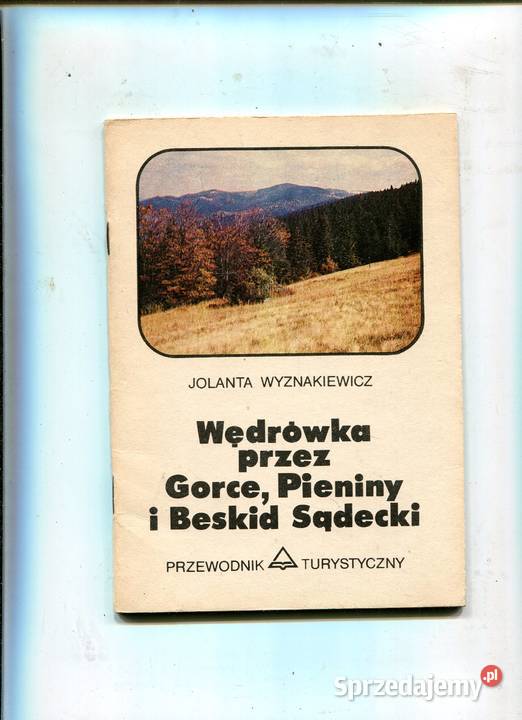 JOLANTA WYZNAKIEWICZ
Wędrówka
przez
Gorce, Pieniny
i Beskid Sądecki
PRZEWODNIK TURYSTYCZNY
Sprzedajemy.pl